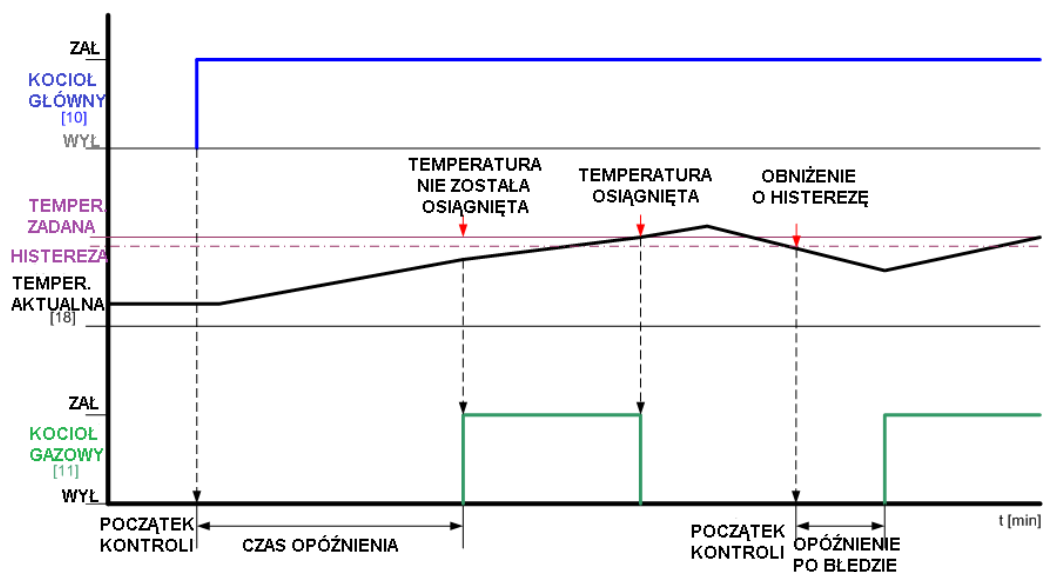 ZAŁ
KOCIOŁ
GŁÓWNY
[10]
WYŁ
TEMPERATURA
NIE ZOSTAŁA
OSIĄGNIĘTA
TEMPERATURA
OSIĄGNIĘTA
OBNIŻENIE
O HISTEREZĘ
TEMPER.
ZADANA
HISTEREZA
TEMPER.
AKTUALNA
[18]
ZAŁ
KOCIOŁ
GAZOWY
[11]
WYŁ
t [min]
POCZĄTEK
KONTROLI
CZAS OPÓŹNIENIA
POCZĄTEK
KONTROLI
OPÓŹNIENIE
PO BŁEDZIE